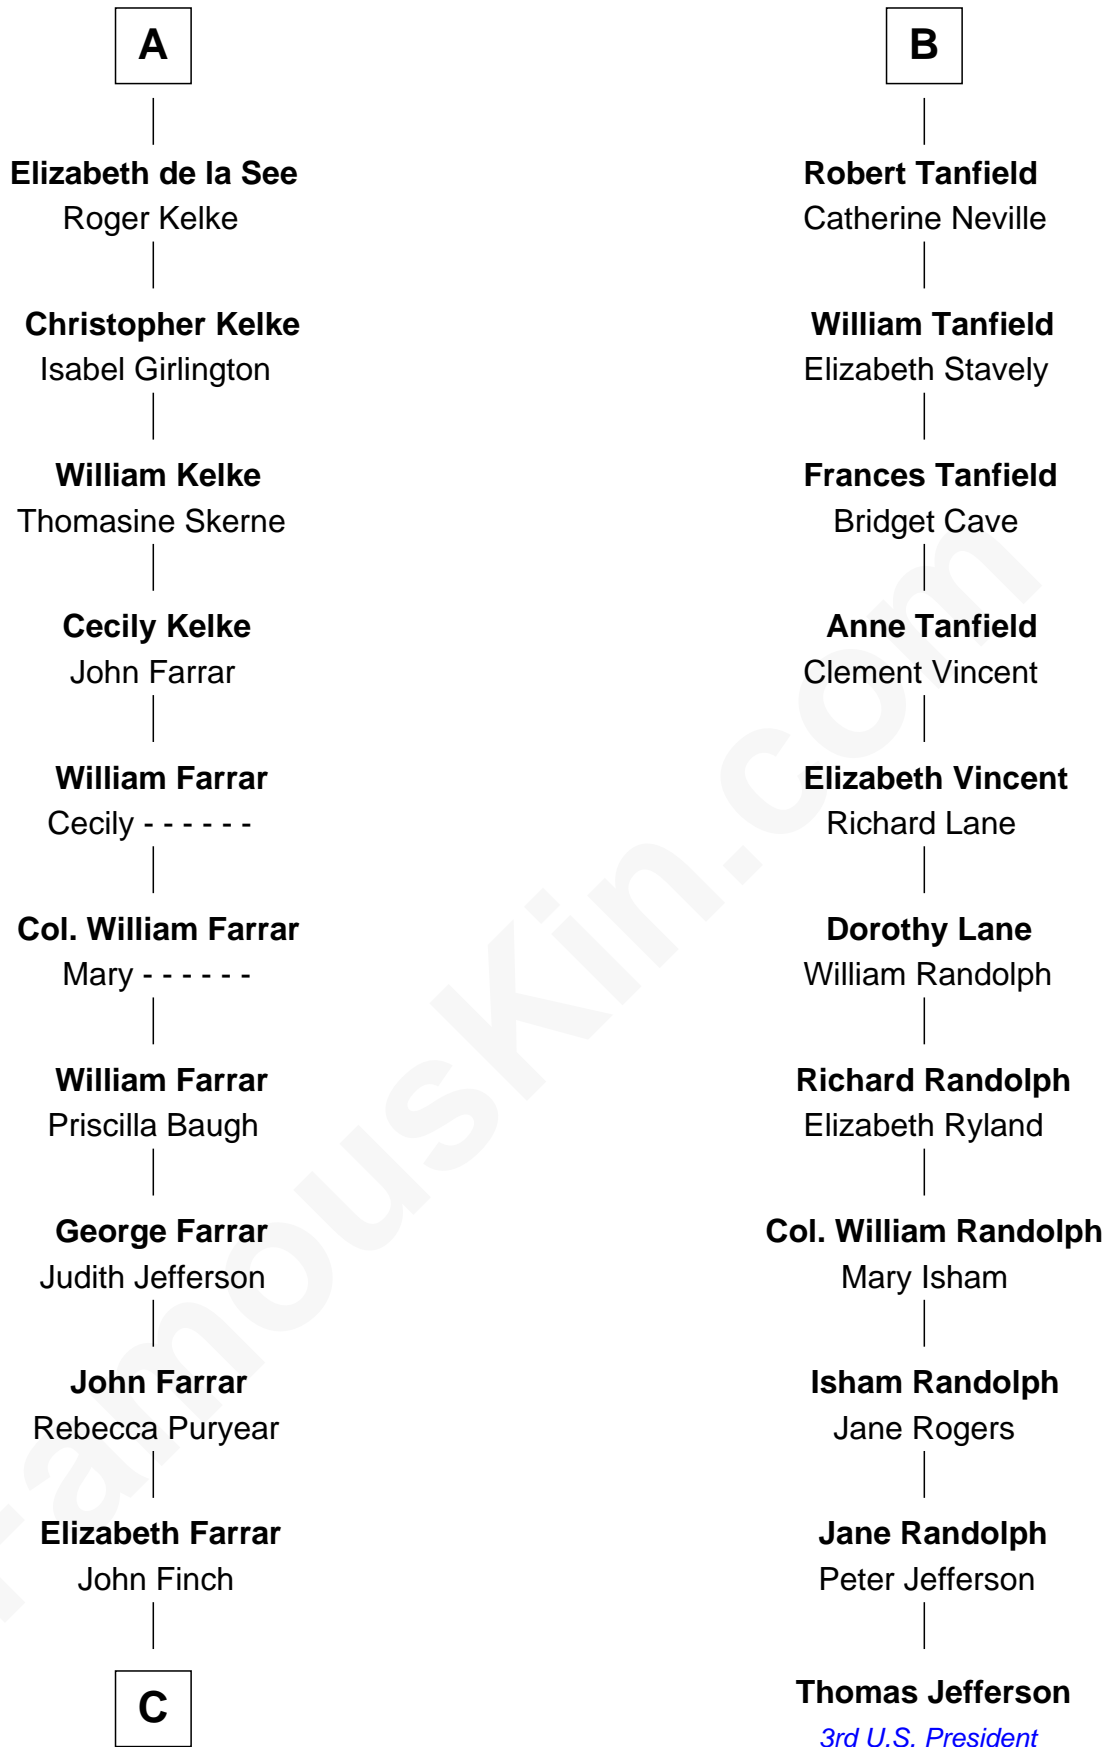 A
Elizabeth de la See
Roger Kelke
Christopher Kelke
Isabel Girlington
William Kelke
Thomasine Skerne
Cecily Kelke
John Farrar
William Farrar
Cecily - - - - - -
Col. William Farrar
Mary - - - - - -
William Farrar
Priscilla Baugh
George Farrar
Judith Jefferson
John Farrar
Rebecca Puryear
Elizabeth Farrar
John Finch
C
B
Robert Tanfield
Catherine Neville
William Tanfield
Elizabeth Stavely
Frances Tanfield
Bridget Cave
Anne Tanfield
Clement Vincent
Elizabeth Vincent
Richard Lane
Dorothy Lane
William Randolph
Richard Randolph
Elizabeth Ryland
Col. William Randolph
Mary Isham
Isham Randolph
Jane Rogers
Jane Randolph
Peter Jefferson
Thomas Jefferson
3rd U.S. President
FamousKin.com